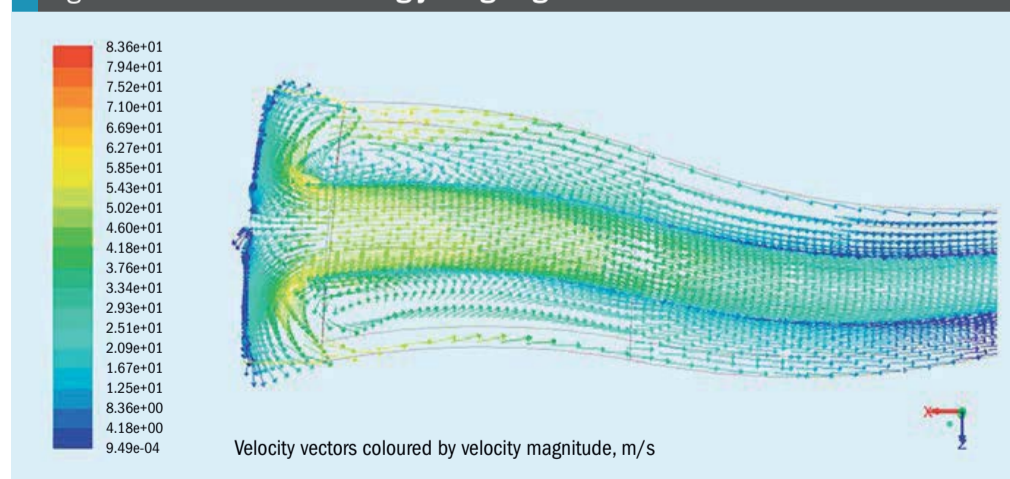 8.36e+01
7.94e+01
7.52e+01
7.10e+01
6.69e+01
6.27e+01
5.85e+01
5.43e+01
5.02e+01
4.60e+01
4.18e+01
3.76e+01
3.34e+01
2.93e+01
2.51e+01
2.09e+01
1.67e+01
1.25e+01
8.36e+00
4.18e+00
9.49e-04
X
Z
Velocity vectors coloured by velocity magnitude, m/s